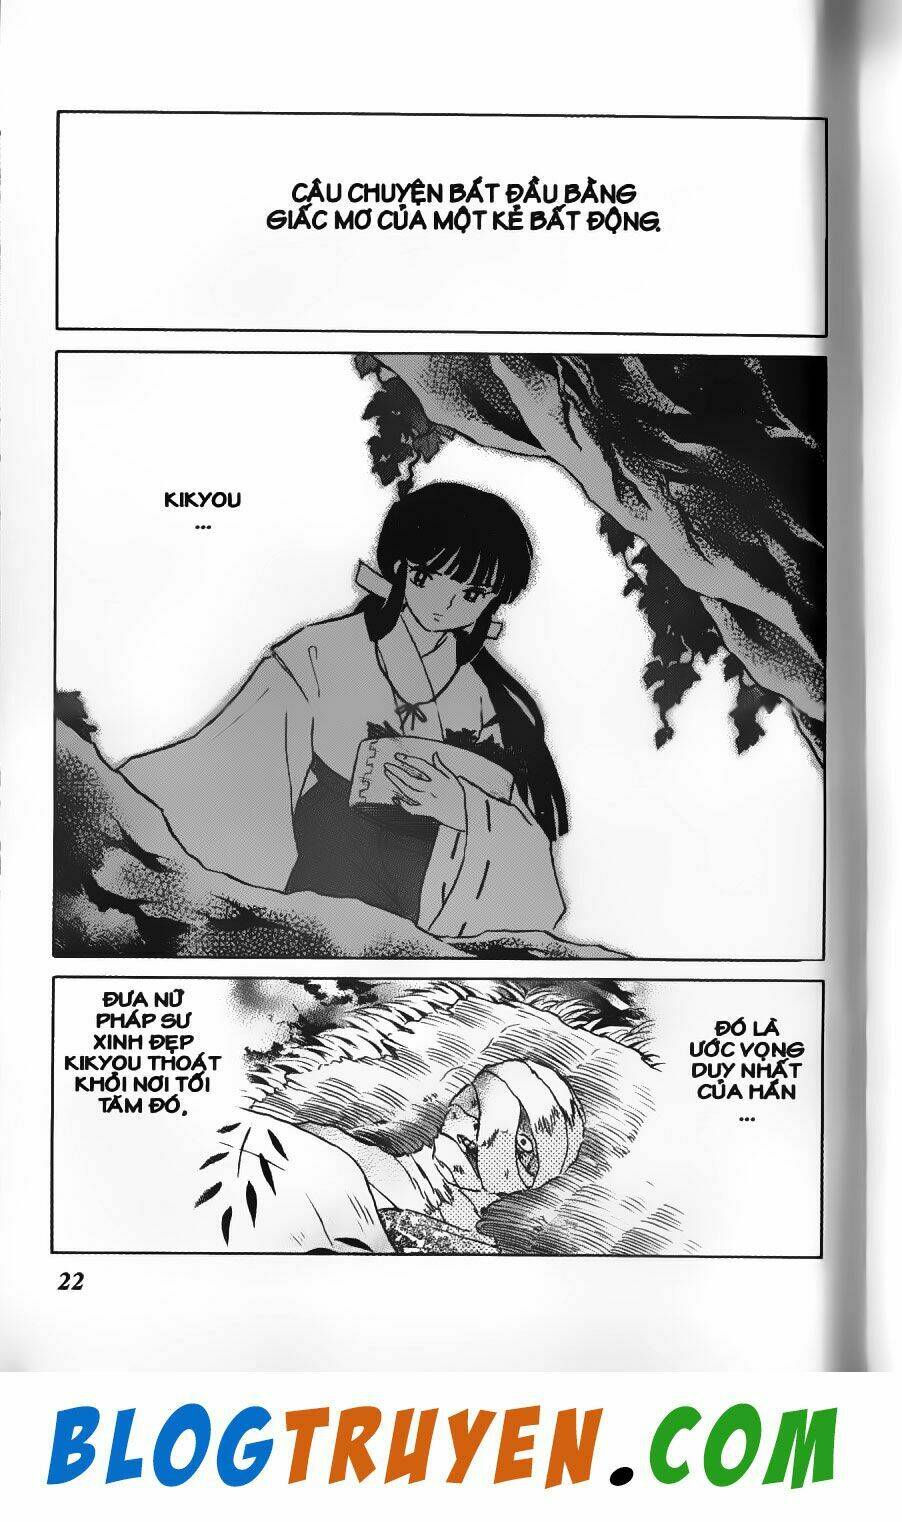 CÂU CHUYỆN BẮT ĐẦU BẰNG
GIẤC MƠ CỦA MỘT KẺ BẤT ĐỘNG.
KIKYOU
...
ĐÓ LÀ
ƯỚC VỌNG
DUY NHẤT
CỦA HẮN
...
ĐƯA NỮ
PHÁP SƯ
XINH ĐẸP
KIKYOU THOÁT
KHỎI NƠI TỐI
TĂM ĐÓ.
22
BLOGTRUYEN.COM